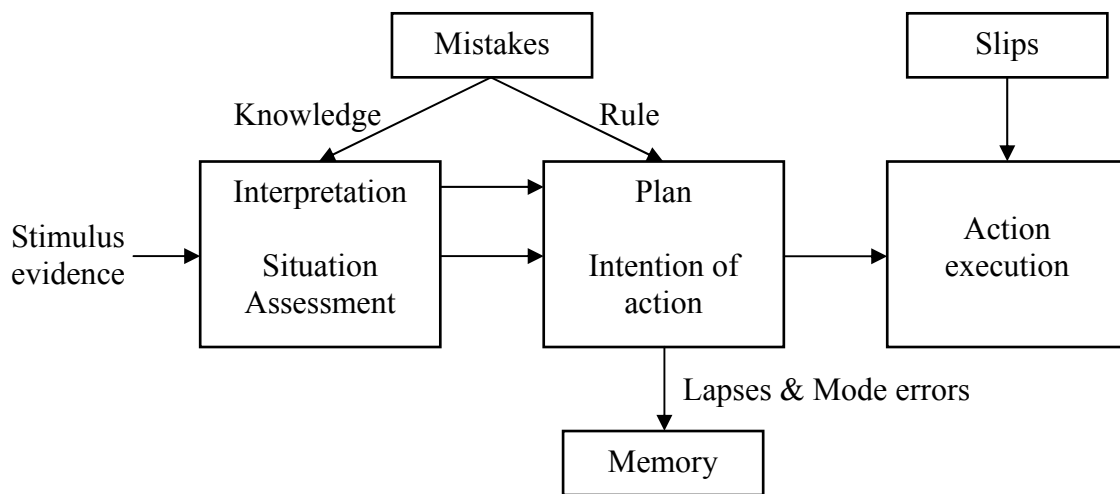 Mistakes
Slips
Knowledge
Rule
Stimulus
evidence
Interpretation
Situation
Assessment
Plan
Intention of
action
Action
execution
Lapses & Mode errors
Memory